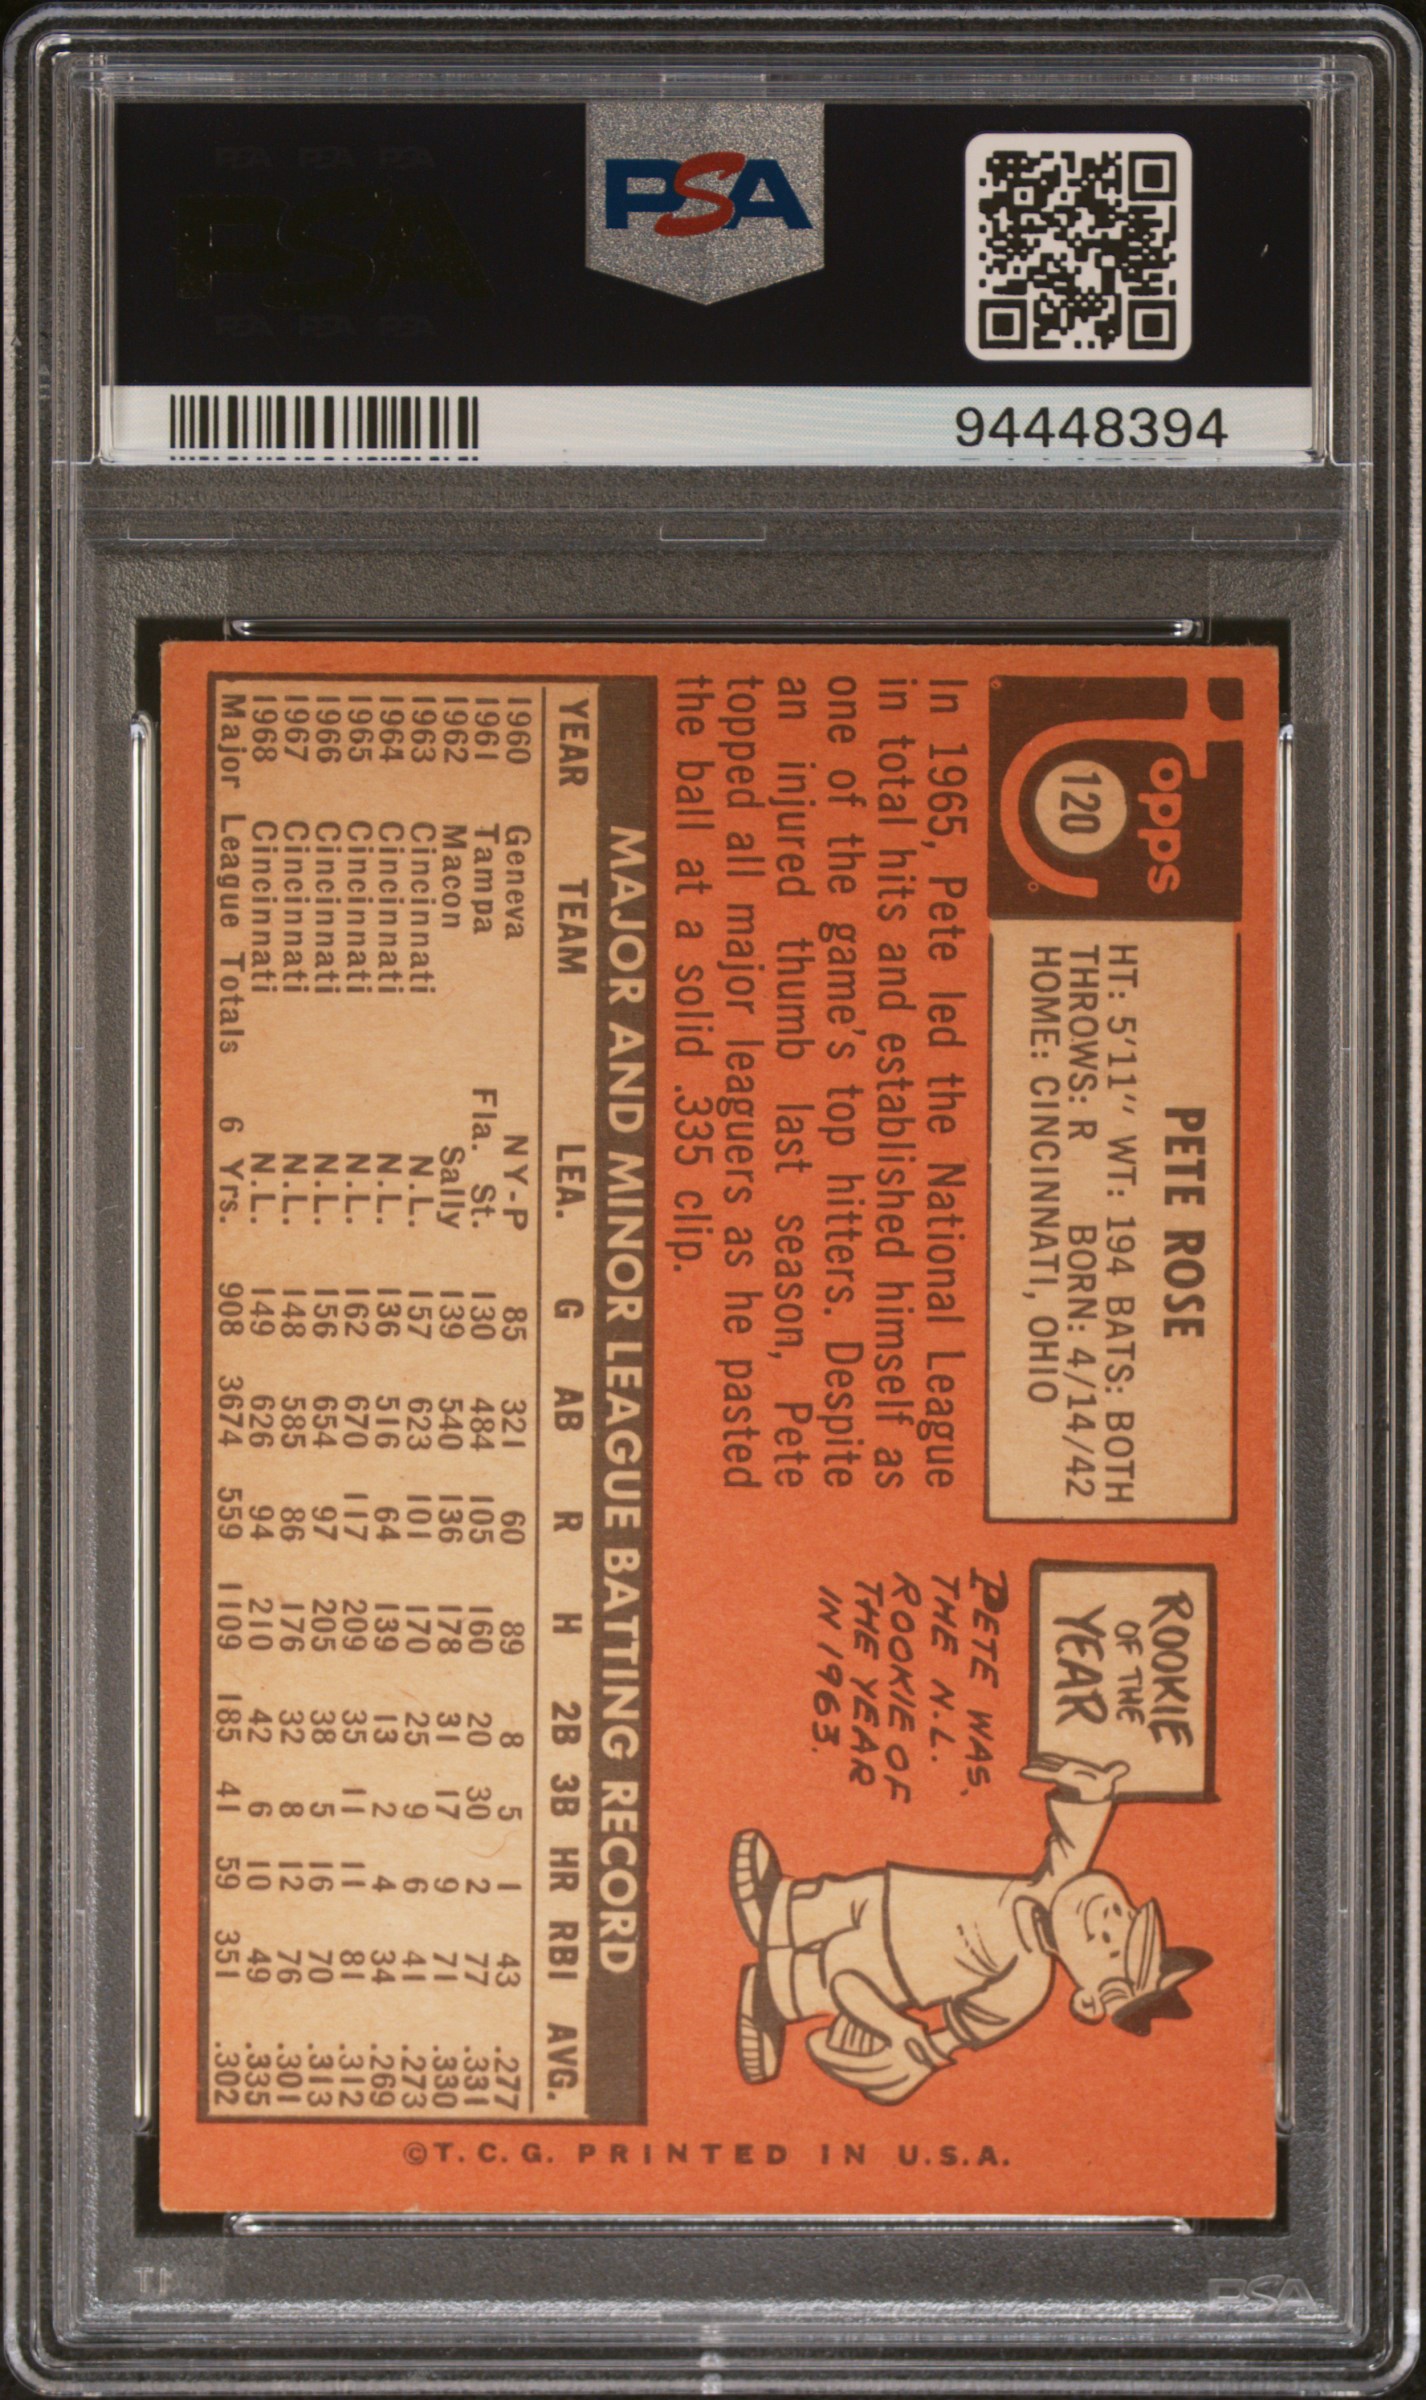 PSA
PSA PSA PSA
PSA
PSA PSA PSA
94448394
Topps
120
PETE ROSE
HT: 5'11" WT: 194 BATS: BOTH
THROWS: R BORN: 4/14/42
HOME: CINCINNATI, OHIO
In 1965, Pete led the National League
in total hits and established himself as
one of the game's top hitters. Despite
an injured thumb last season, Pete
topped all major leaguers as he pasted
the ball at a solid .335 clip.
ROOKIE
OF THE
YEAR
PETE WAS
THE N.L.
ROOKIE OF
THE YEAR
IN 1963.
MAJOR AND MINOR LEAGUE BATTING RECORD
YEAR TEAM LEA. G AB R H 2B 3B HR RBI AVG.
1960 Geneva NY-P 85 321 60 89 8 5 1 43 .277
1961 Tampa Fla. St. 130 484 105 160 20 30 2 77 .331
1962 Macon Sally 139 540 136 178 31 17 9 71 .330
1963 Cincinnati N.L. 157 623 101 170 25 9 6 41 .273
1964 Cincinnati N.L. 136 516 64 139 13 2 4 34 .269
1965 Cincinnati N.L. 162 670 117 209 35 11 11 81 .312
1966 Cincinnati N.L. 156 654 97 205 38 5 16 70 .313
1967 Cincinnati N.L. 148 585 86 176 32 8 12 76 .301
1968 Cincinnati N.L. 149 626 94 210 42 6 10 49 .335
Major League Totals 6 Yrs. 908 3674 559 1109 185 41 59 351 .302
©T.C.G. PRINTED IN U.S.A.
PSA